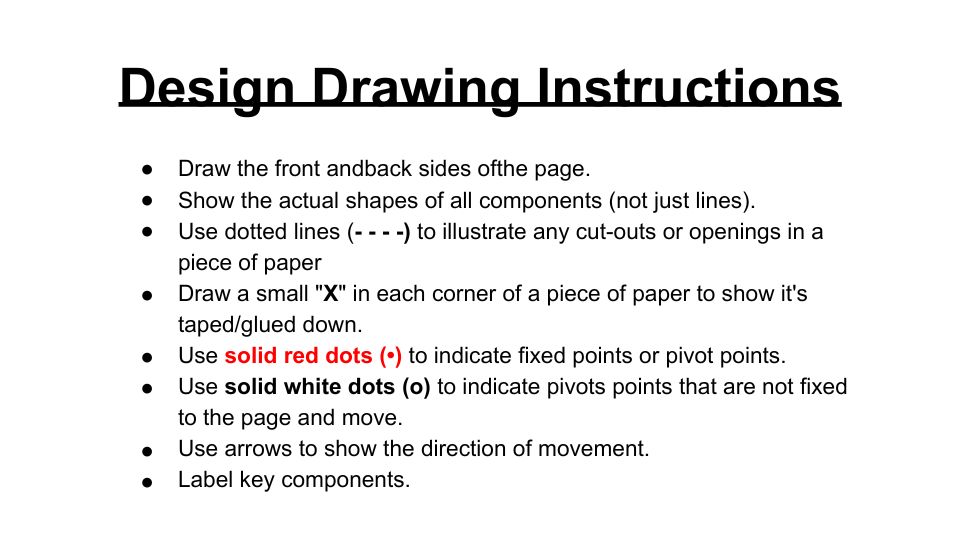 Design Drawing Instructions
● Draw the front andback sides ofthe page.
● Show the actual shapes of all components (not just lines).
● Use dotted lines (- - - -) to illustrate any cut-outs or openings in a
piece of paper
● Draw a small "X" in each corner of a piece of paper to show it's
taped/glued down.
● Use solid red dots (•) to indicate fixed points or pivot points.
● Use solid white dots (o) to indicate pivots points that are not fixed
to the page and move.
● Use arrows to show the direction of movement.
● Label key components.